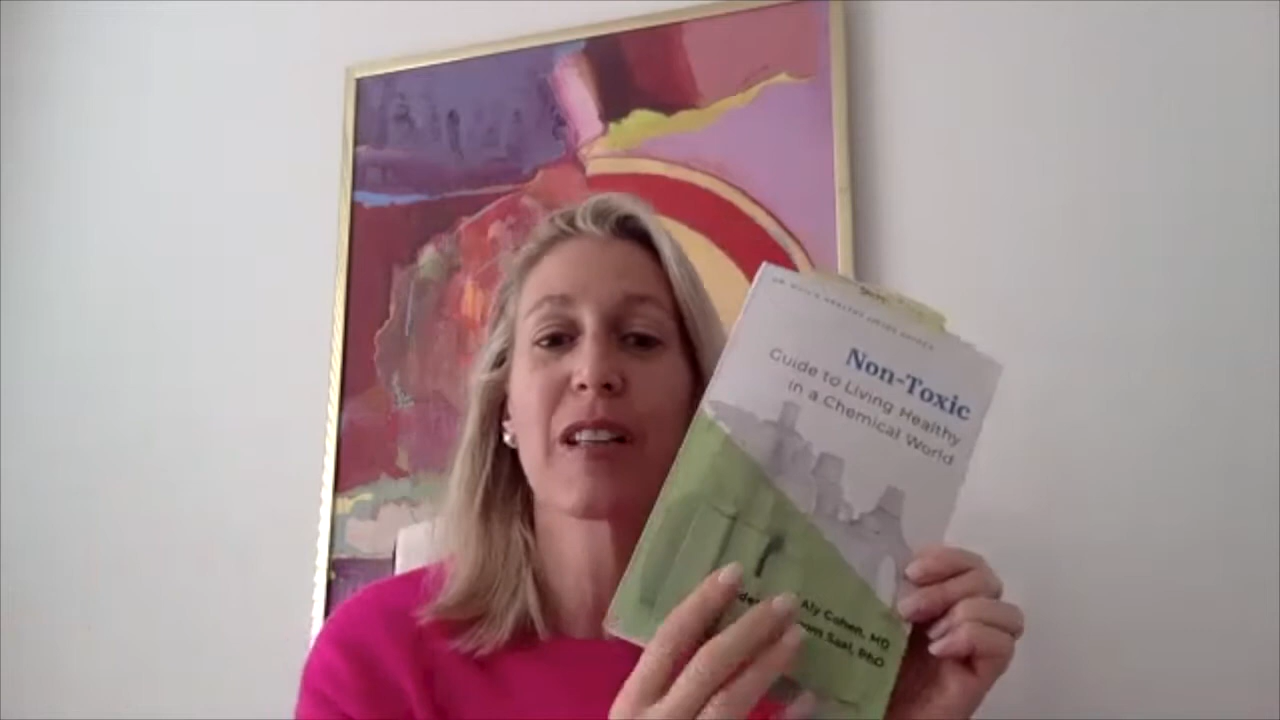 Non-Toxic
Guide to Living Healthy
in a Chemical World
Aly Cohen, MD
Saal, PhD